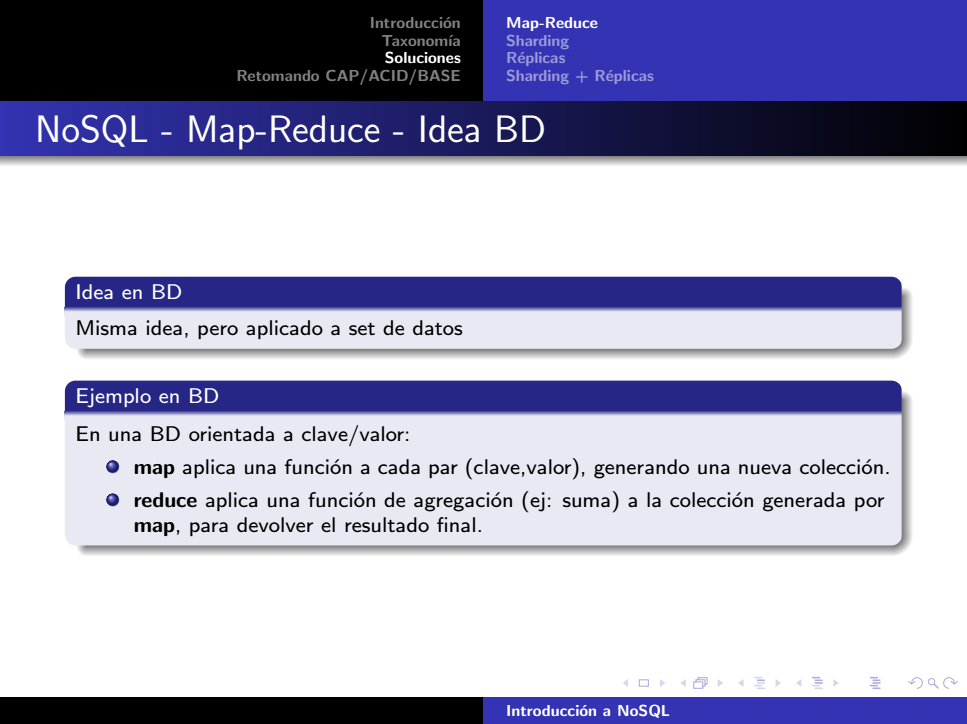 Introducción
Taxonomía
Soluciones
Retomando CAP/ACID/BASE
Map-Reduce
Sharding
Réplicas
Sharding + Réplicas
NoSQL - Map-Reduce - Idea BD
Idea en BD
Misma idea, pero aplicado a set de datos
Ejemplo en BD
En una BD orientada a clave/valor:
map aplica una función a cada par (clave,valor), generando una nueva colección.
reduce aplica una función de agregación (ej: suma) a la colección generada por
map, para devolver el resultado final.
Introducción a NoSQL